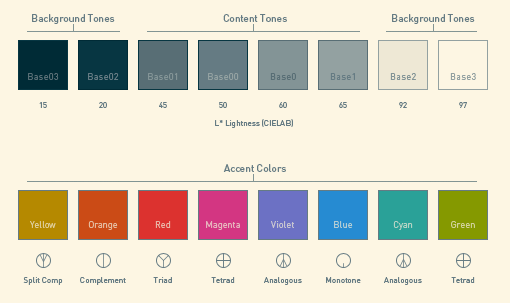 Background Tones Content Tones Background Tones
Base03 Base02 Base01 Base00 Base0 Base1 Base2 Base3
15 20 45 50 60 65 92 97
L* Lightness (CIELAB)
Accent Colors
Yellow Orange Red Magenta Violet Blue Cyan Green
Split Comp Complement Triad Tetrad Analogous Monotone Analogous Tetrad